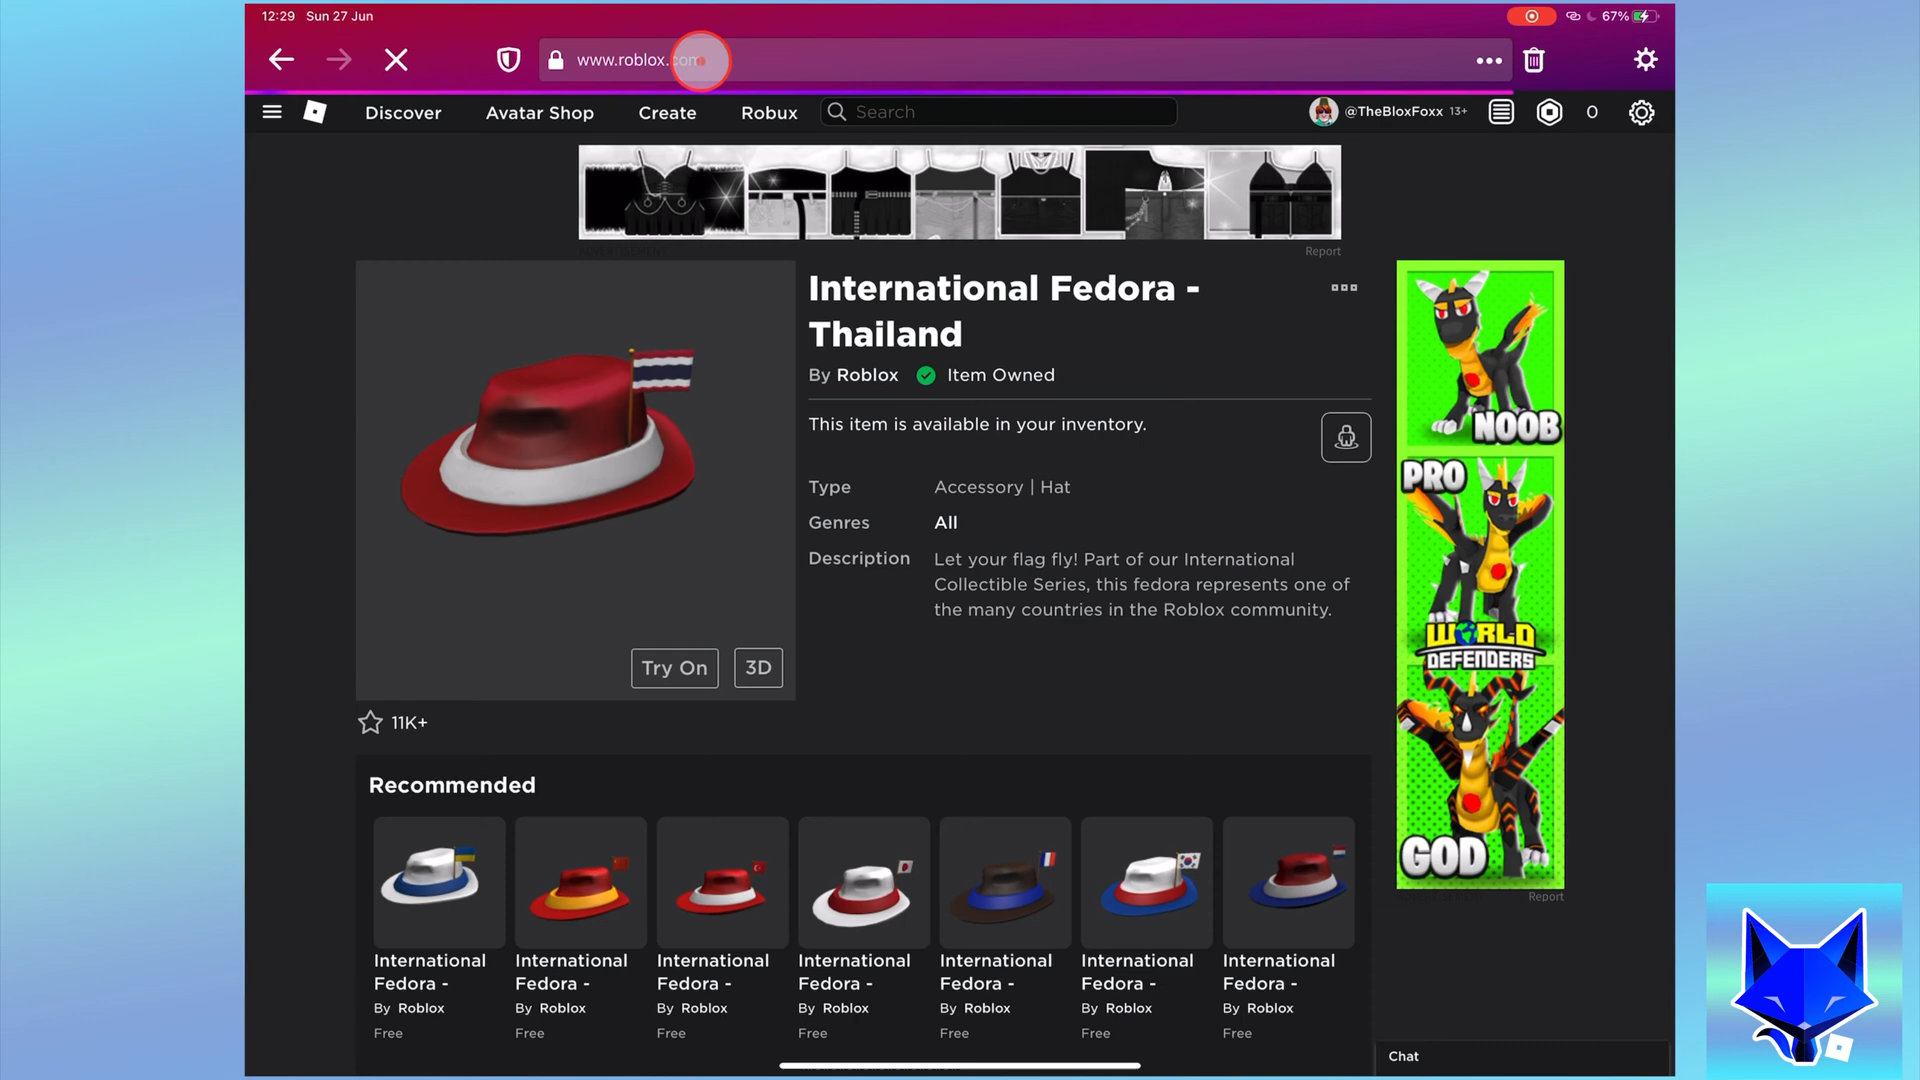 12:29 Sun 27 Jun
67%
www.roblox.com
Discover Avatar Shop Create Robux Search @TheBloxFoxx 13+ 0
Report
International Fedora -
Thailand
By Roblox Item Owned
This item is available in your inventory.
Type Accessory | Hat
Genres All
Description Let your flag fly! Part of our International
Collectible Series, this fedora represents one of
the many countries in the Roblox community.
Try On 3D
11K+
NOOB
PRO
WORLD
DEFENDERS
GOD
Report
Recommended
International International International International International International International
Fedora - Fedora - Fedora - Fedora - Fedora - Fedora - Fedora -
By Roblox By Roblox By Roblox By Roblox By Roblox By Roblox By Roblox
Free Free Free Free Free Free Free
Chat